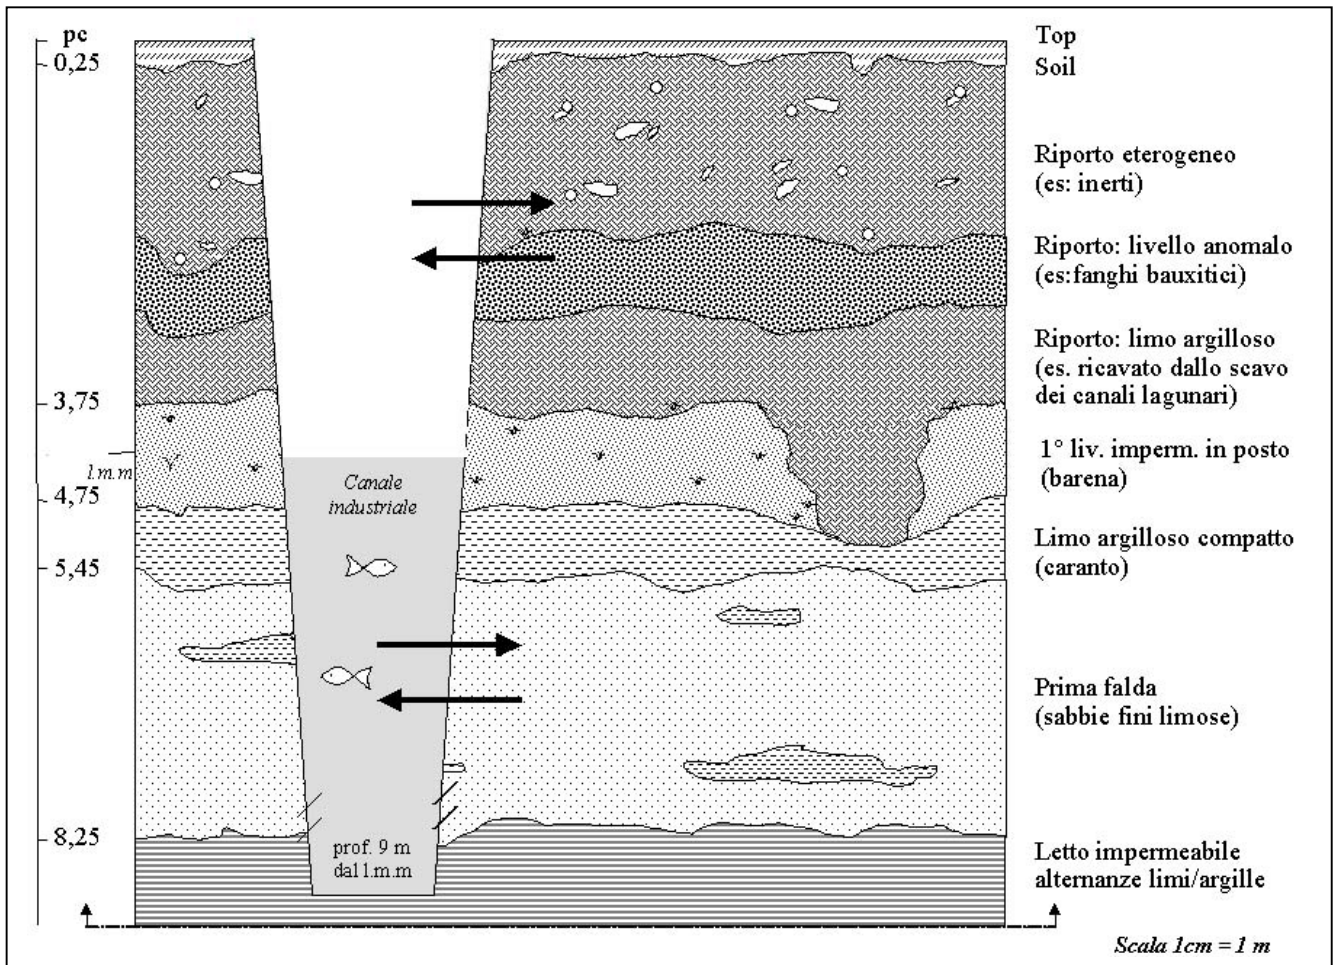 pc
0,25
3,75
l.m.m
4,75
5,45
8,25
Canale
industriale
prof. 9 m
dal l.m.m
Top
Soil
Riporto eterogeneo
(es: inerti)
Riporto: livello anomalo
(es:fanghi bauxitici)
Riporto: limo argilloso
(es. ricavato dallo scavo
dei canali lagunari)
1° liv. imperm. in posto
(barena)
Limo argilloso compatto
(caranto)
Prima falda
(sabbie fini limose)
Letto impermeabile
alternanze limi/argille
Scala 1cm = 1 m